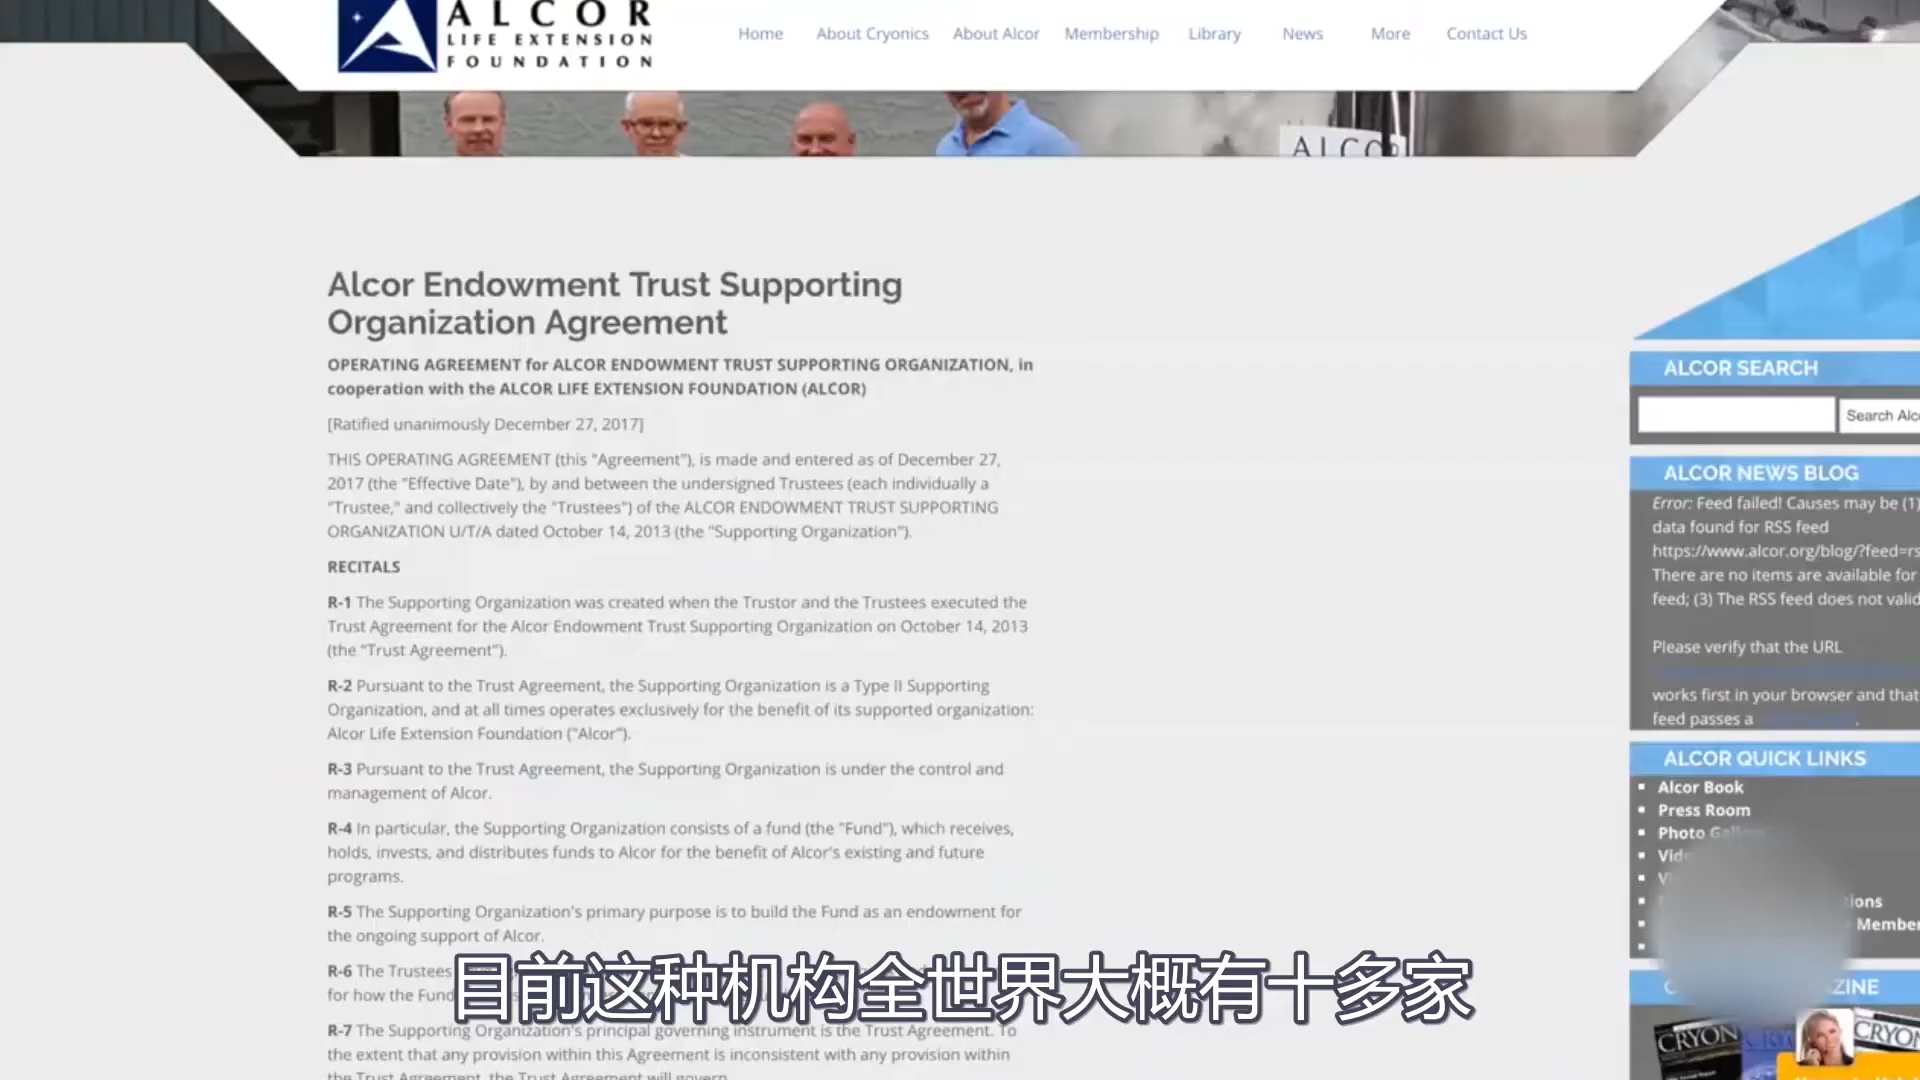 ALCOR
LIFE EXTENSION
FOUNDATION
Home About Cryonics About Alcor Membership Library News More Contact Us
ALCOR
Alcor Endowment Trust Supporting
Organization Agreement
OPERATING AGREEMENT for ALCOR ENDOWMENT TRUST SUPPORTING ORGANIZATION, in
cooperation with the ALCOR LIFE EXTENSION FOUNDATION (ALCOR)
[Ratified unanimously December 27, 2017]
THIS OPERATING AGREEMENT (this "Agreement"), is made and entered as of December 27,
2017 (the "Effective Date"), by and between the undersigned Trustees (each individually a
"Trustee," and collectively the "Trustees") of the ALCOR ENDOWMENT TRUST SUPPORTING
ORGANIZATION U/T/A dated October 14, 2013 (the "Supporting Organization").
RECITALS
R-1 The Supporting Organization was created when the Trustor and the Trustees executed the
Trust Agreement for the Alcor Endowment Trust Supporting Organization on October 14, 2013
(the "Trust Agreement").
R-2 Pursuant to the Trust Agreement, the Supporting Organization is a Type II Supporting
Organization, and at all times operates exclusively for the benefit of its supported organization:
Alcor Life Extension Foundation ("Alcor").
R-3 Pursuant to the Trust Agreement, the Supporting Organization is under the control and
management of Alcor.
R-4 In particular, the Supporting Organization consists of a fund (the "Fund"), which receives,
holds, invests, and distributes funds to Alcor for the benefit of Alcor's existing and future
programs.
R-5 The Supporting Organization's primary purpose is to build the Fund as an endowment for
the ongoing support of Alcor.
R-6 The Trustees
for how the Fund
R-7 The Supporting Organization's principal governing instrument is the Trust Agreement. To
the extent that any provision within this Agreement is inconsistent with any provision within
the Trust Agreement, the Trust Agreement will govern.
ALCOR SEARCH
Search Alc
ALCOR NEWS BLOG
Error: Feed failed! Causes may be (1)
data found for RSS feed
https://www.alcor.org/blog/?feed=rs
There are no items are available for
feed; (3) The RSS feed does not valid
Please verify that the URL
works first in your browser and that
feed passes a .
ALCOR QUICK LINKS
Alcor Book
Press Room
Photo
Member
CRYON
CRYON
目前这种机构全世界大概有十多家